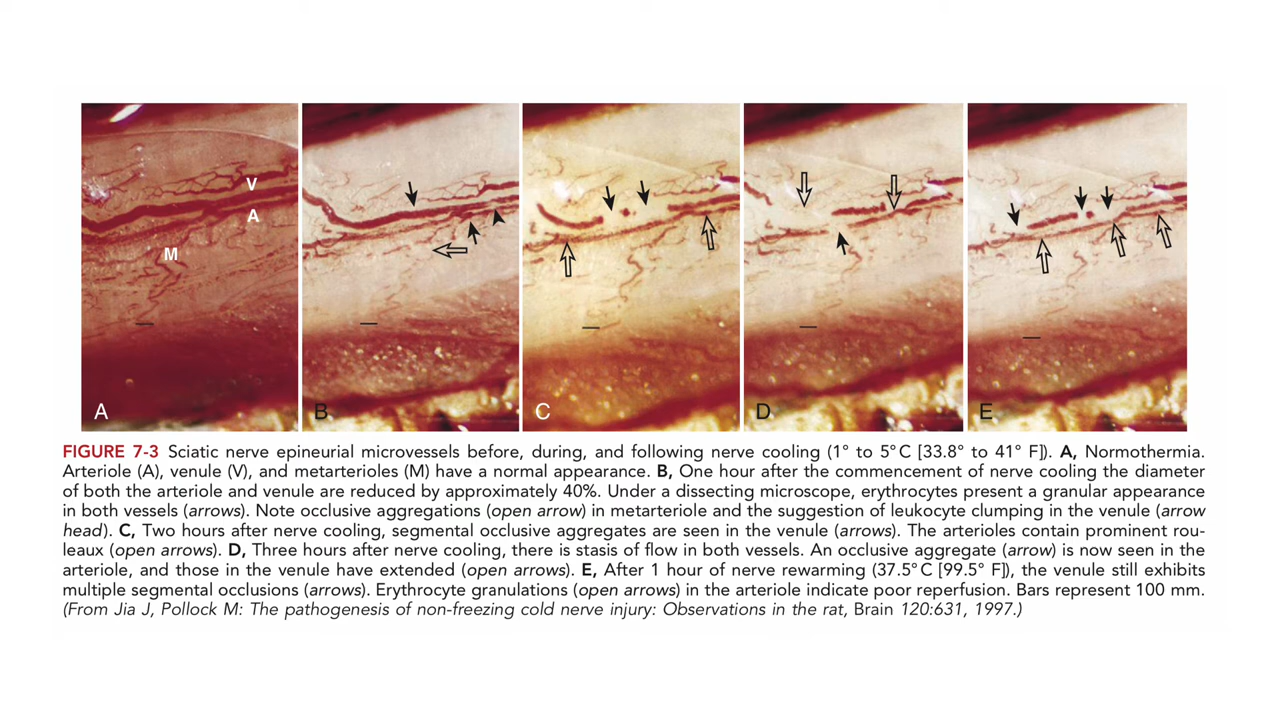 V
A
M
A
B
C
D
E
FIGURE 7-3 Sciatic nerve epineurial microvessels before, during, and following nerve cooling (1° to 5°C [33.8° to 41° F]). A, Normothermia.
Arteriole (A), venule (V), and metarterioles (M) have a normal appearance. B, One hour after the commencement of nerve cooling the diameter
of both the arteriole and venule are reduced by approximately 40%. Under a dissecting microscope, erythrocytes present a granular appearance
in both vessels (arrows). Note occlusive aggregations (open arrow) in metarteriole and the suggestion of leukocyte clumping in the venule (arrow
head). C, Two hours after nerve cooling, segmental occlusive aggregates are seen in the venule (arrows). The arterioles contain prominent rou-
leaux (open arrows). D, Three hours after nerve cooling, there is stasis of flow in both vessels. An occlusive aggregate (arrow) is now seen in the
arteriole, and those in the venule have extended (open arrows). E, After 1 hour of nerve rewarming (37.5°C [99.5° F]), the venule still exhibits
multiple segmental occlusions (arrows). Erythrocyte granulations (open arrows) in the arteriole indicate poor reperfusion. Bars represent 100 mm.
(From Jia J, Pollock M: The pathogenesis of non-freezing cold nerve injury: Observations in the rat, Brain 120:631, 1997.)